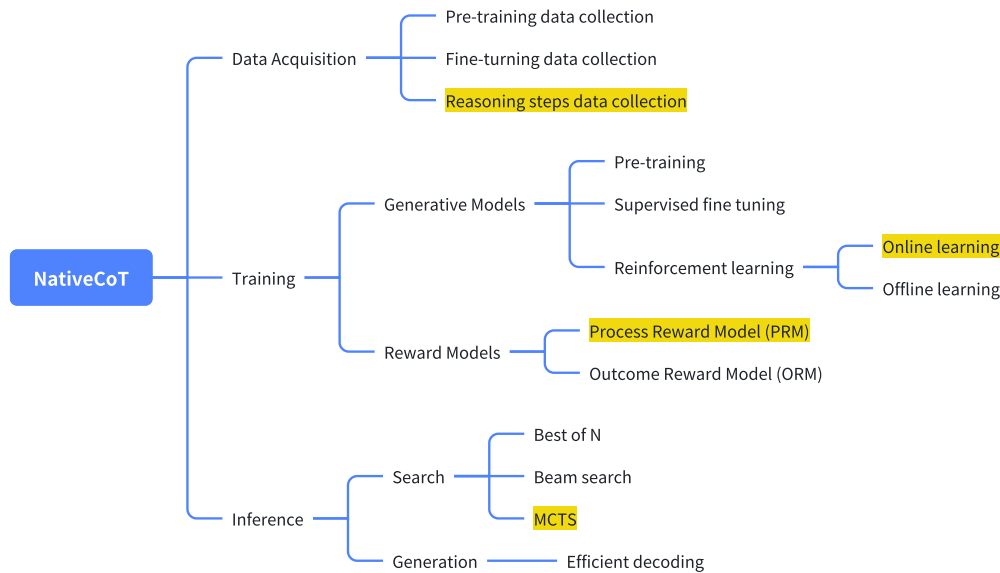 Pre-training data collection
Data Acquisition
Fine-turning data collection
Reasoning steps data collection
Pre-training
Generative Models
Supervised fine tuning
Online learning
Reinforcement learning
Offline learning
NativeCoT
Training
Process Reward Model (PRM)
Reward Models
Outcome Reward Model (ORM)
Best of N
Search
Beam search
MCTS
Inference
Generation
Efficient decoding